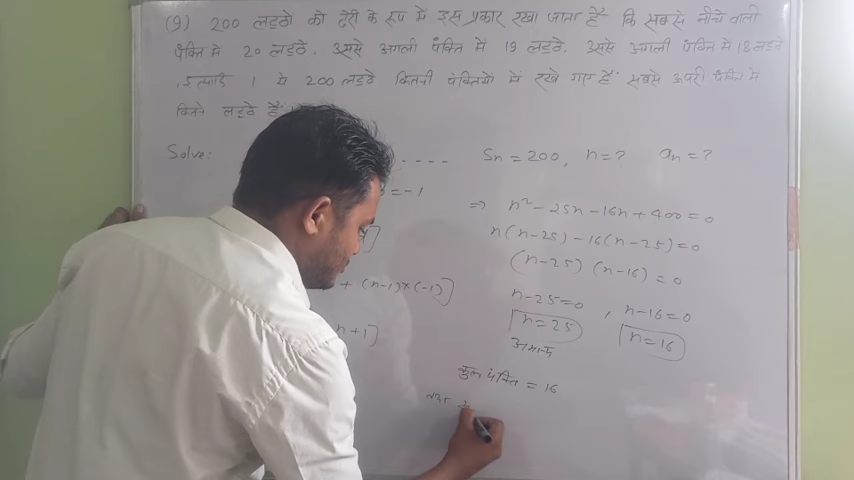 (9) 200 लट्ठों को ढेरी के रूप में इस प्रकार रखा जाता है कि सबसे नीचे वाली
पंक्ति में 20 लट्ठे, उससे अगली पंक्ति में 19 लट्ठे, उससे अगली पंक्ति में 18 लट्ठे
, इत्यादि । ये 200 लट्ठे कितनी पंक्तियों में रखे गए हैं सबसे ऊपरी पंक्ति में
कितने लट्ठे हैं
Solve: .... Sn = 200, n = ? an = ?
= -1
=> n² - 25n - 16n + 400 = 0
n(n-25) - 16(n-25) = 0
(n-25) (n-16) = 0
+ (n-1)×(-1)]
n-25=0 , n-16=0
n+1]
n=25 n=16
अमान्य
कुल पंक्ति = 16